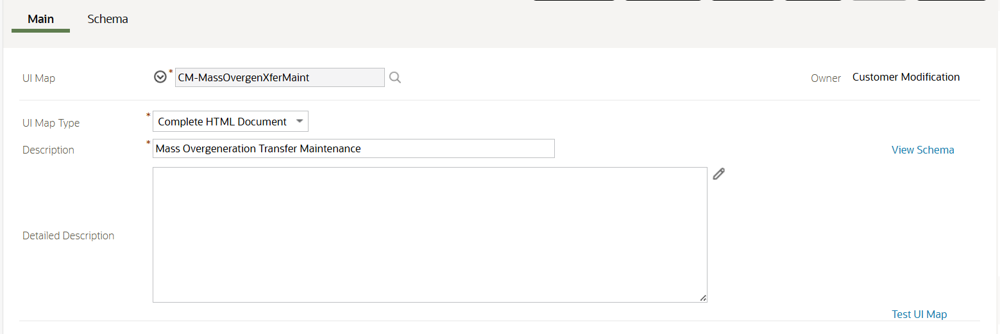 Main Schema
UI Map * CM-MassOvergenXferMaint Owner Customer Modification
UI Map Type * Complete HTML Document
Description * Mass Overgeneration Transfer Maintenance View Schema
Detailed Description
Test UI Map